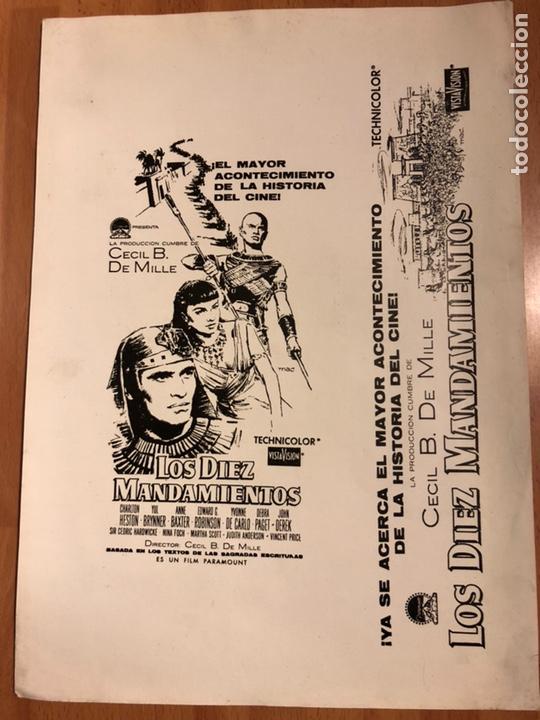 ¡EL MAYOR
ACONTECIMIENTO
DE LA HISTORIA
DEL CINE!
PRESENTA
LA PRODUCCION CUMBRE DE
CECIL B.
DE MILLE
mac
TECHNICOLOR®
VISTAVISION
LOS DIEZ
MANDAMIENTOS
CHARLTON YUL ANNE EDWARD G. YVONNE DEBRA JOHN
HESTON · BRYNNER · BAXTER · ROBINSON · DE CARLO · PAGET · DEREK
SIR CEDRIC HARDWICKE · NINA FOCH · MARTHA SCOTT · JUDITH ANDERSON · VINCENT PRICE
DIRECTOR: CECIL B. DE MILLE
BASADA EN LOS TEXTOS DE LAS SAGRADAS ESCRITURAS
ES UN FILM PARAMOUNT
¡YA SE ACERCA EL MAYOR ACONTECIMIENTO
DE LA HISTORIA DEL CINE!
LA PRODUCCION CUMBRE DE
CECIL B. DE MILLE
LOS DIEZ MANDAMIENTOS
TECHNICOLOR®
VISTAVISION
todocoleccion